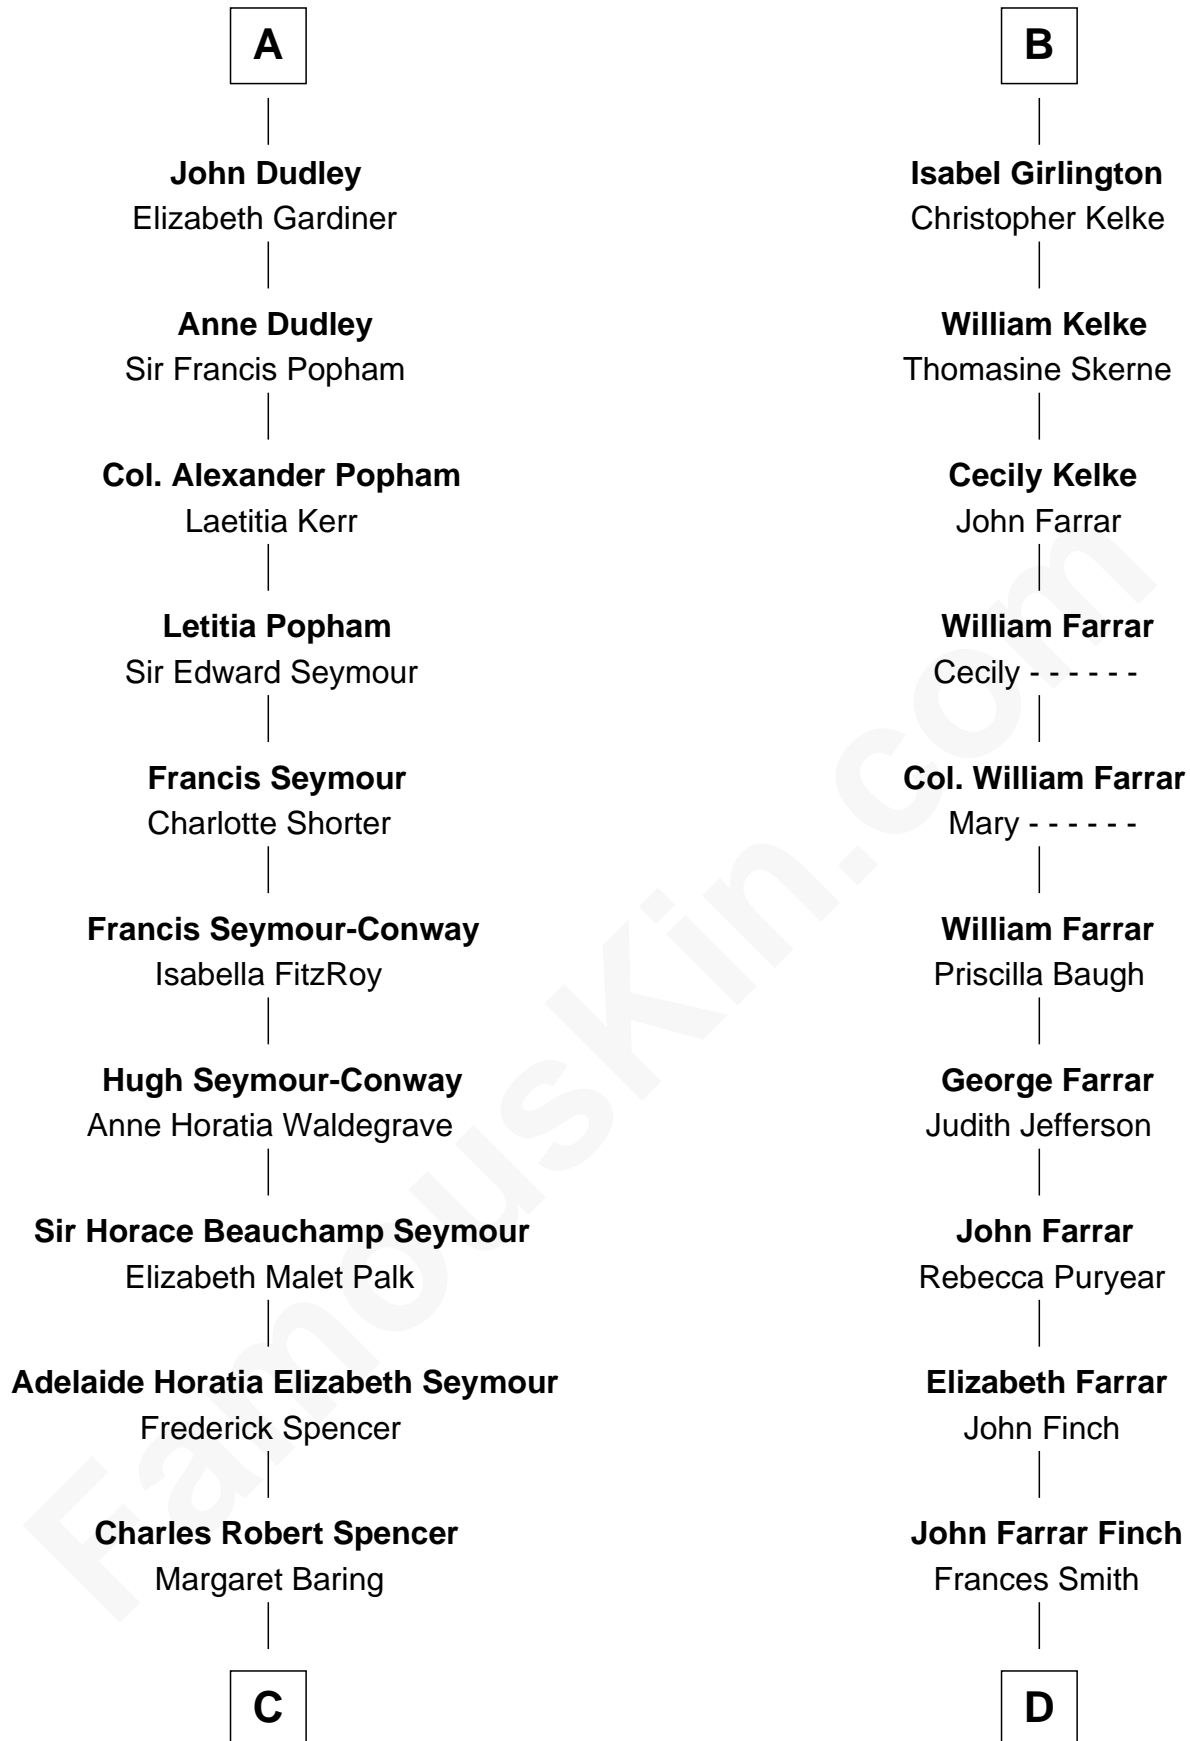 A
John Dudley
Elizabeth Gardiner
Anne Dudley
Sir Francis Popham
Col. Alexander Popham
Laetitia Kerr
Letitia Popham
Sir Edward Seymour
Francis Seymour
Charlotte Shorter
Francis Seymour-Conway
Isabella FitzRoy
Hugh Seymour-Conway
Anne Horatia Waldegrave
Sir Horace Beauchamp Seymour
Elizabeth Malet Palk
Adelaide Horatia Elizabeth Seymour
Frederick Spencer
Charles Robert Spencer
Margaret Baring
C
B
Isabel Girlington
Christopher Kelke
William Kelke
Thomasine Skerne
Cecily Kelke
John Farrar
William Farrar
Cecily - - - - - -
Col. William Farrar
Mary - - - - - -
William Farrar
Priscilla Baugh
George Farrar
Judith Jefferson
John Farrar
Rebecca Puryear
Elizabeth Farrar
John Finch
John Farrar Finch
Frances Smith
D
FamousKin.com